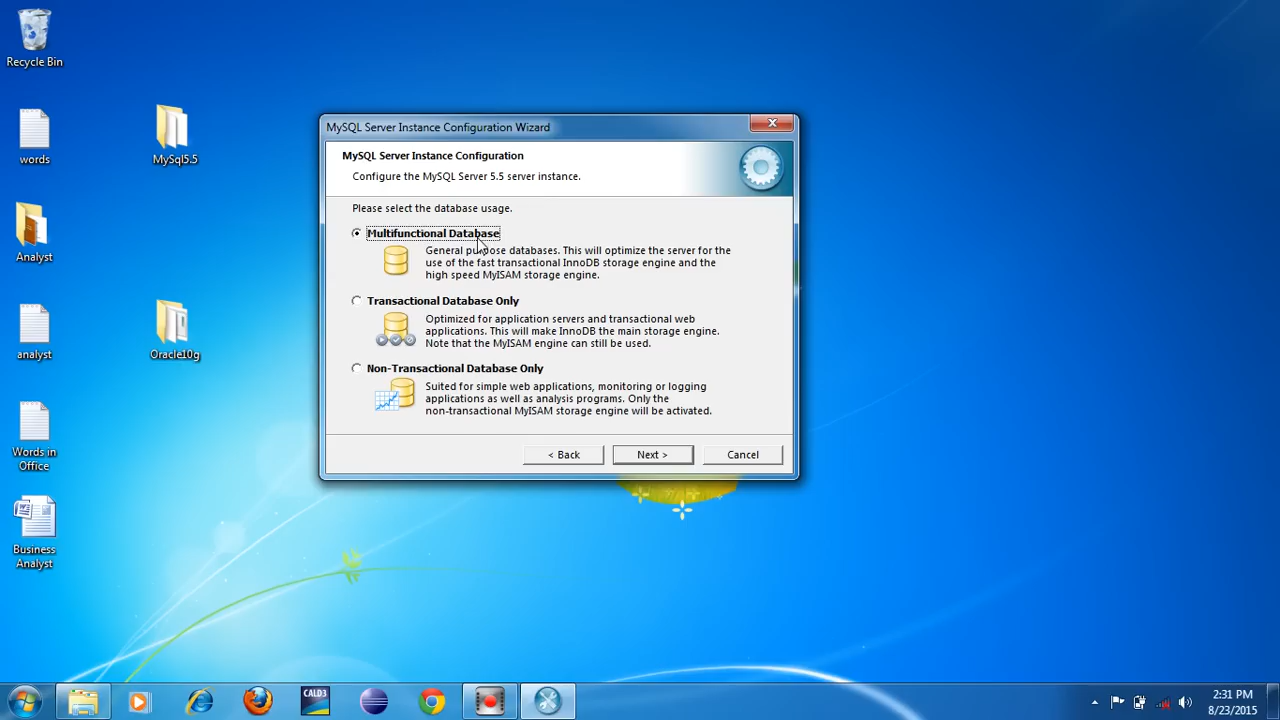 Recycle Bin
words
MySql5.5
Analyst
analyst
Oracle10g
Words in
Office
Business
Analyst
MySQL Server Instance Configuration Wizard
MySQL Server Instance Configuration
Configure the MySQL Server 5.5 server instance.
Please select the database usage.
Multifunctional Database
General purpose databases. This will optimize the server for the
use of the fast transactional InnoDB storage engine and the
high speed MyISAM storage engine.
Transactional Database Only
Optimized for application servers and transactional web
applications. This will make InnoDB the main storage engine.
Note that the MyISAM engine can still be used.
Non-Transactional Database Only
Suited for simple web applications, monitoring or logging
applications as well as analysis programs. Only the
non-transactional MyISAM storage engine will be activated.
< Back
Next >
Cancel
CALD3
2:31 PM
8/23/2015